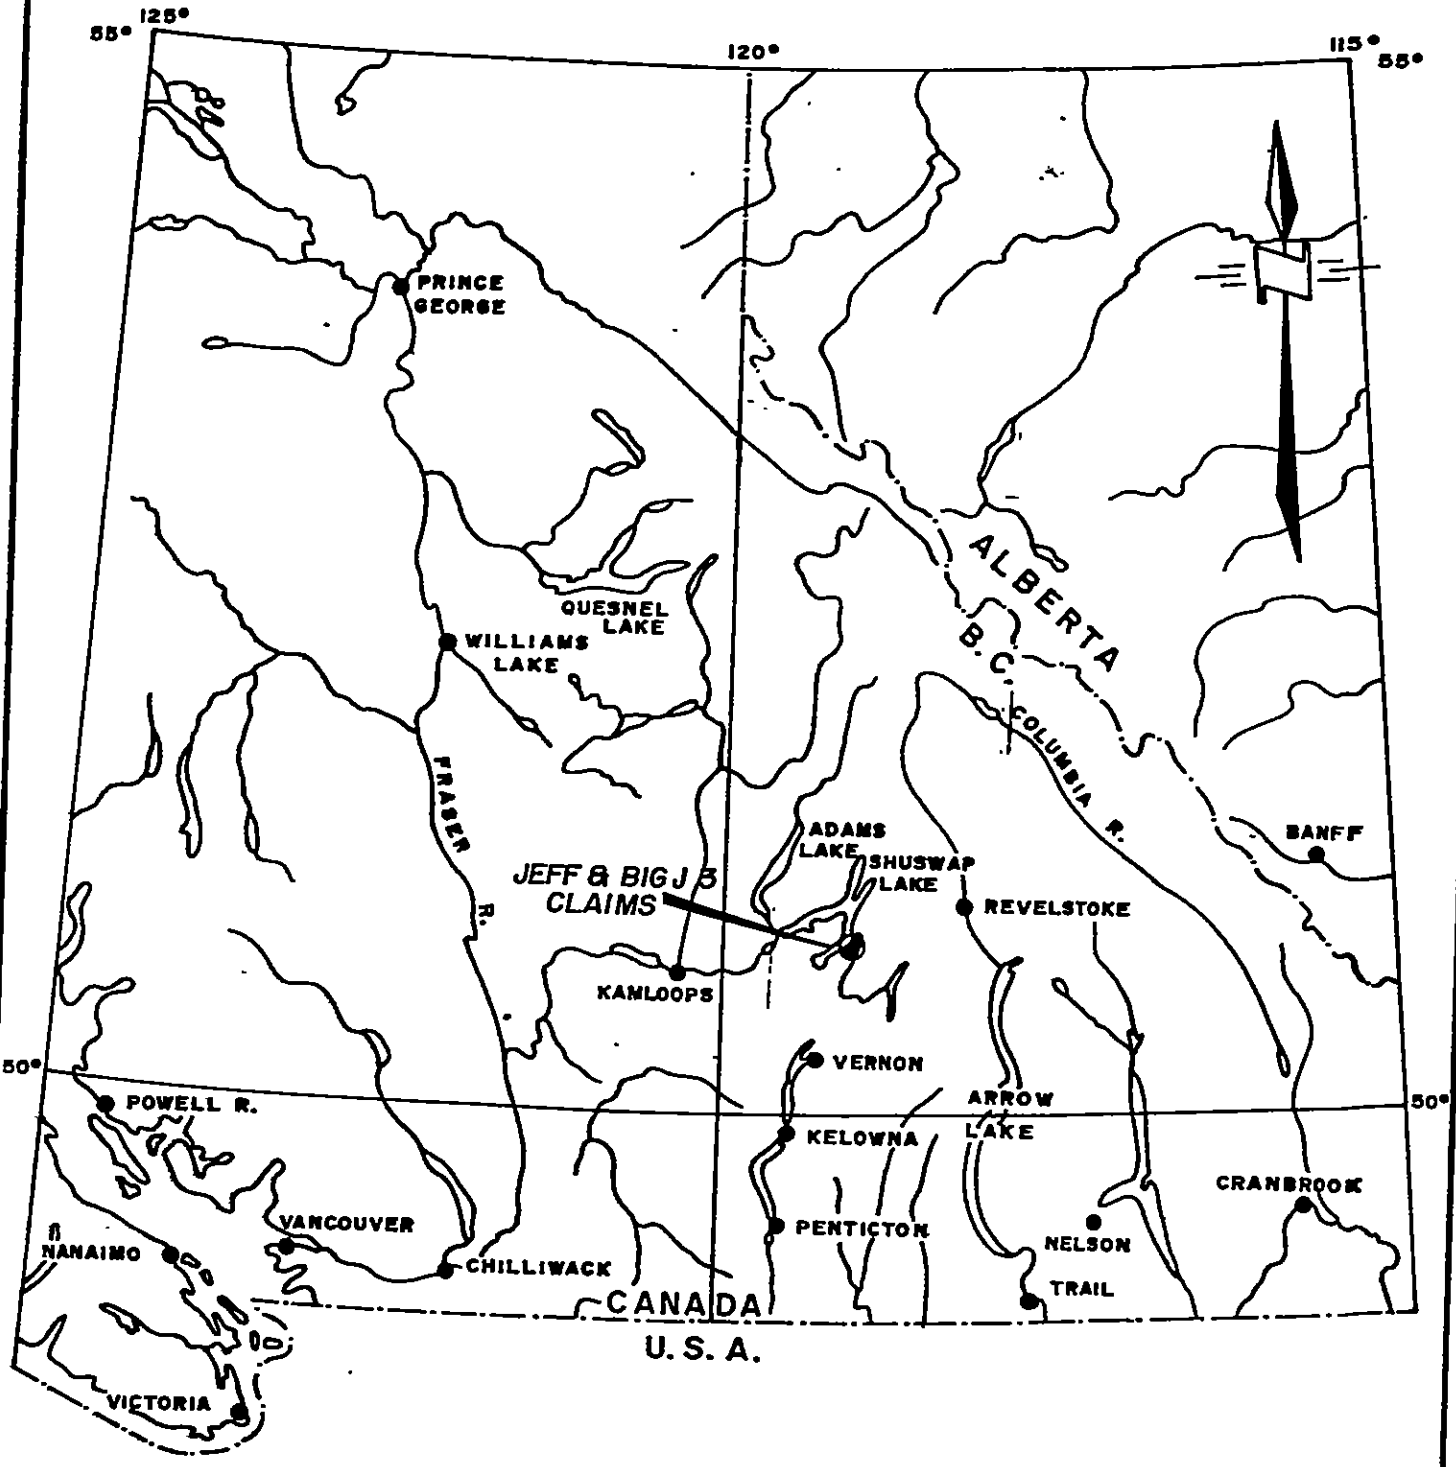 125°
55°
120°
115°
55°
PRINCE
GEORGE
ALBERTA
B.C.
QUESNEL
LAKE
WILLIAMS
LAKE
COLUMBIA R.
FRASER R.
ADAMS
LAKE
SHUSWAP
LAKE
BANFF
JEFF & BIG J 3
CLAIMS
REVELSTOKE
KAMLOOPS
50°
VERNON
POWELL R.
ARROW
LAKE
50°
KELOWNA
CRANBROOK
VANCOUVER
NANAIMO
PENTICTON
NELSON
CHILLIWACK
TRAIL
CANADA
U.S.A.
VICTORIA